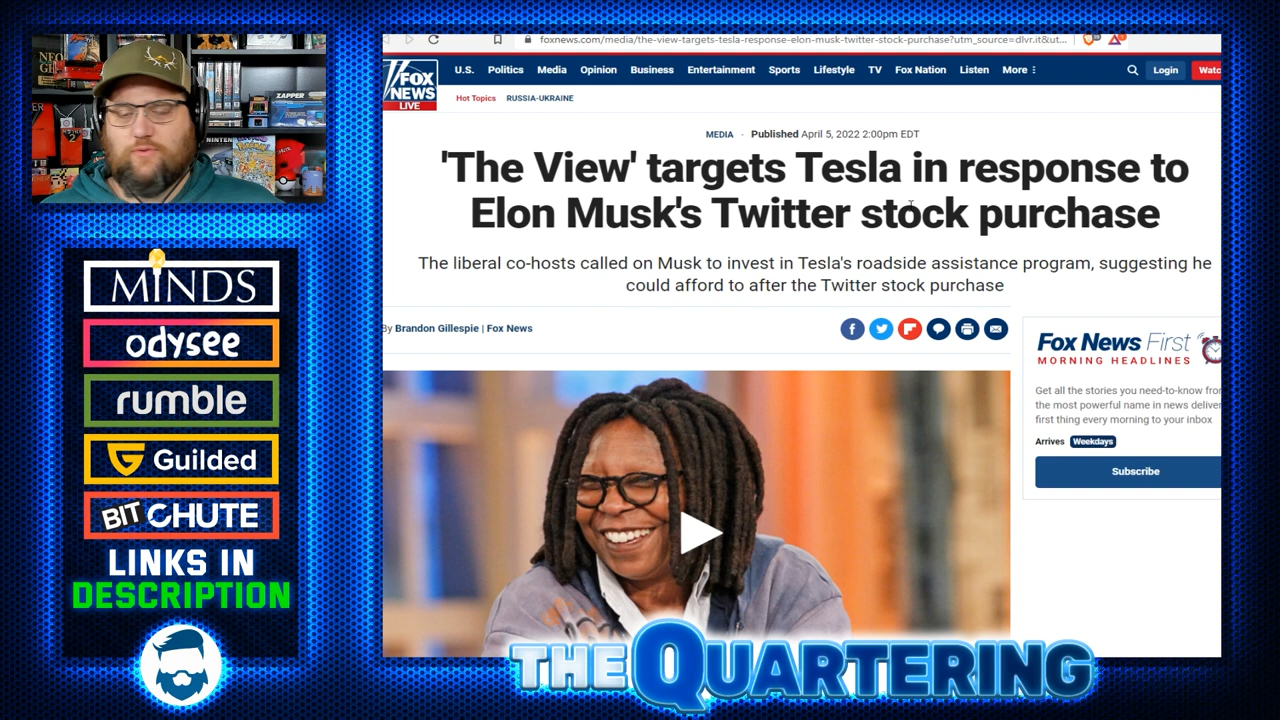 foxnews.com/media/the-view-targets-tesla-response-elon-musk-twitter-stock-purchase?utm_source=dlvr.it&ut...
FOX
NEWS
LIVE
U.S. Politics Media Opinion Business Entertainment Sports Lifestyle TV Fox Nation Listen More Login Watc
Hot Topics RUSSIA-UKRAINE
MEDIA · Published April 5, 2022 2:00pm EDT
'The View' targets Tesla in response to
Elon Musk's Twitter stock purchase
The liberal co-hosts called on Musk to invest in Tesla's roadside assistance program, suggesting he
could afford to after the Twitter stock purchase
By Brandon Gillespie | Fox News
Fox News First
MORNING HEADLINES
Get all the stories you need-to-know from
the most powerful name in news deliver
first thing every morning to your inbox
Arrives Weekdays
Subscribe
ZAPPER
NINTEN
MINDS
odysee
rumble
Guilded
BITCHUTE
LINKS IN
DESCRIPTION
THE QUARTERING